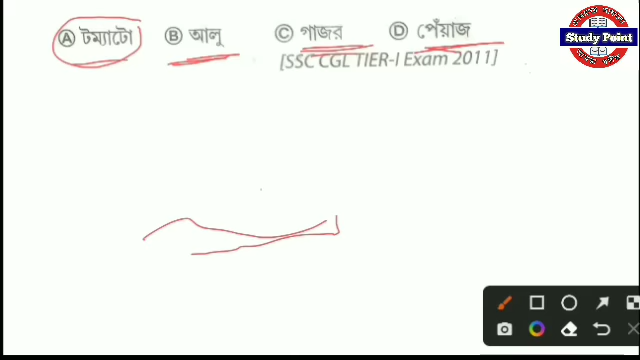 Ⓐ টম্যাটো Ⓑ আলু Ⓒ গাজর Ⓓ পেঁয়াজ
[SSC CGL TIER-I Exam 2011]
Study Point